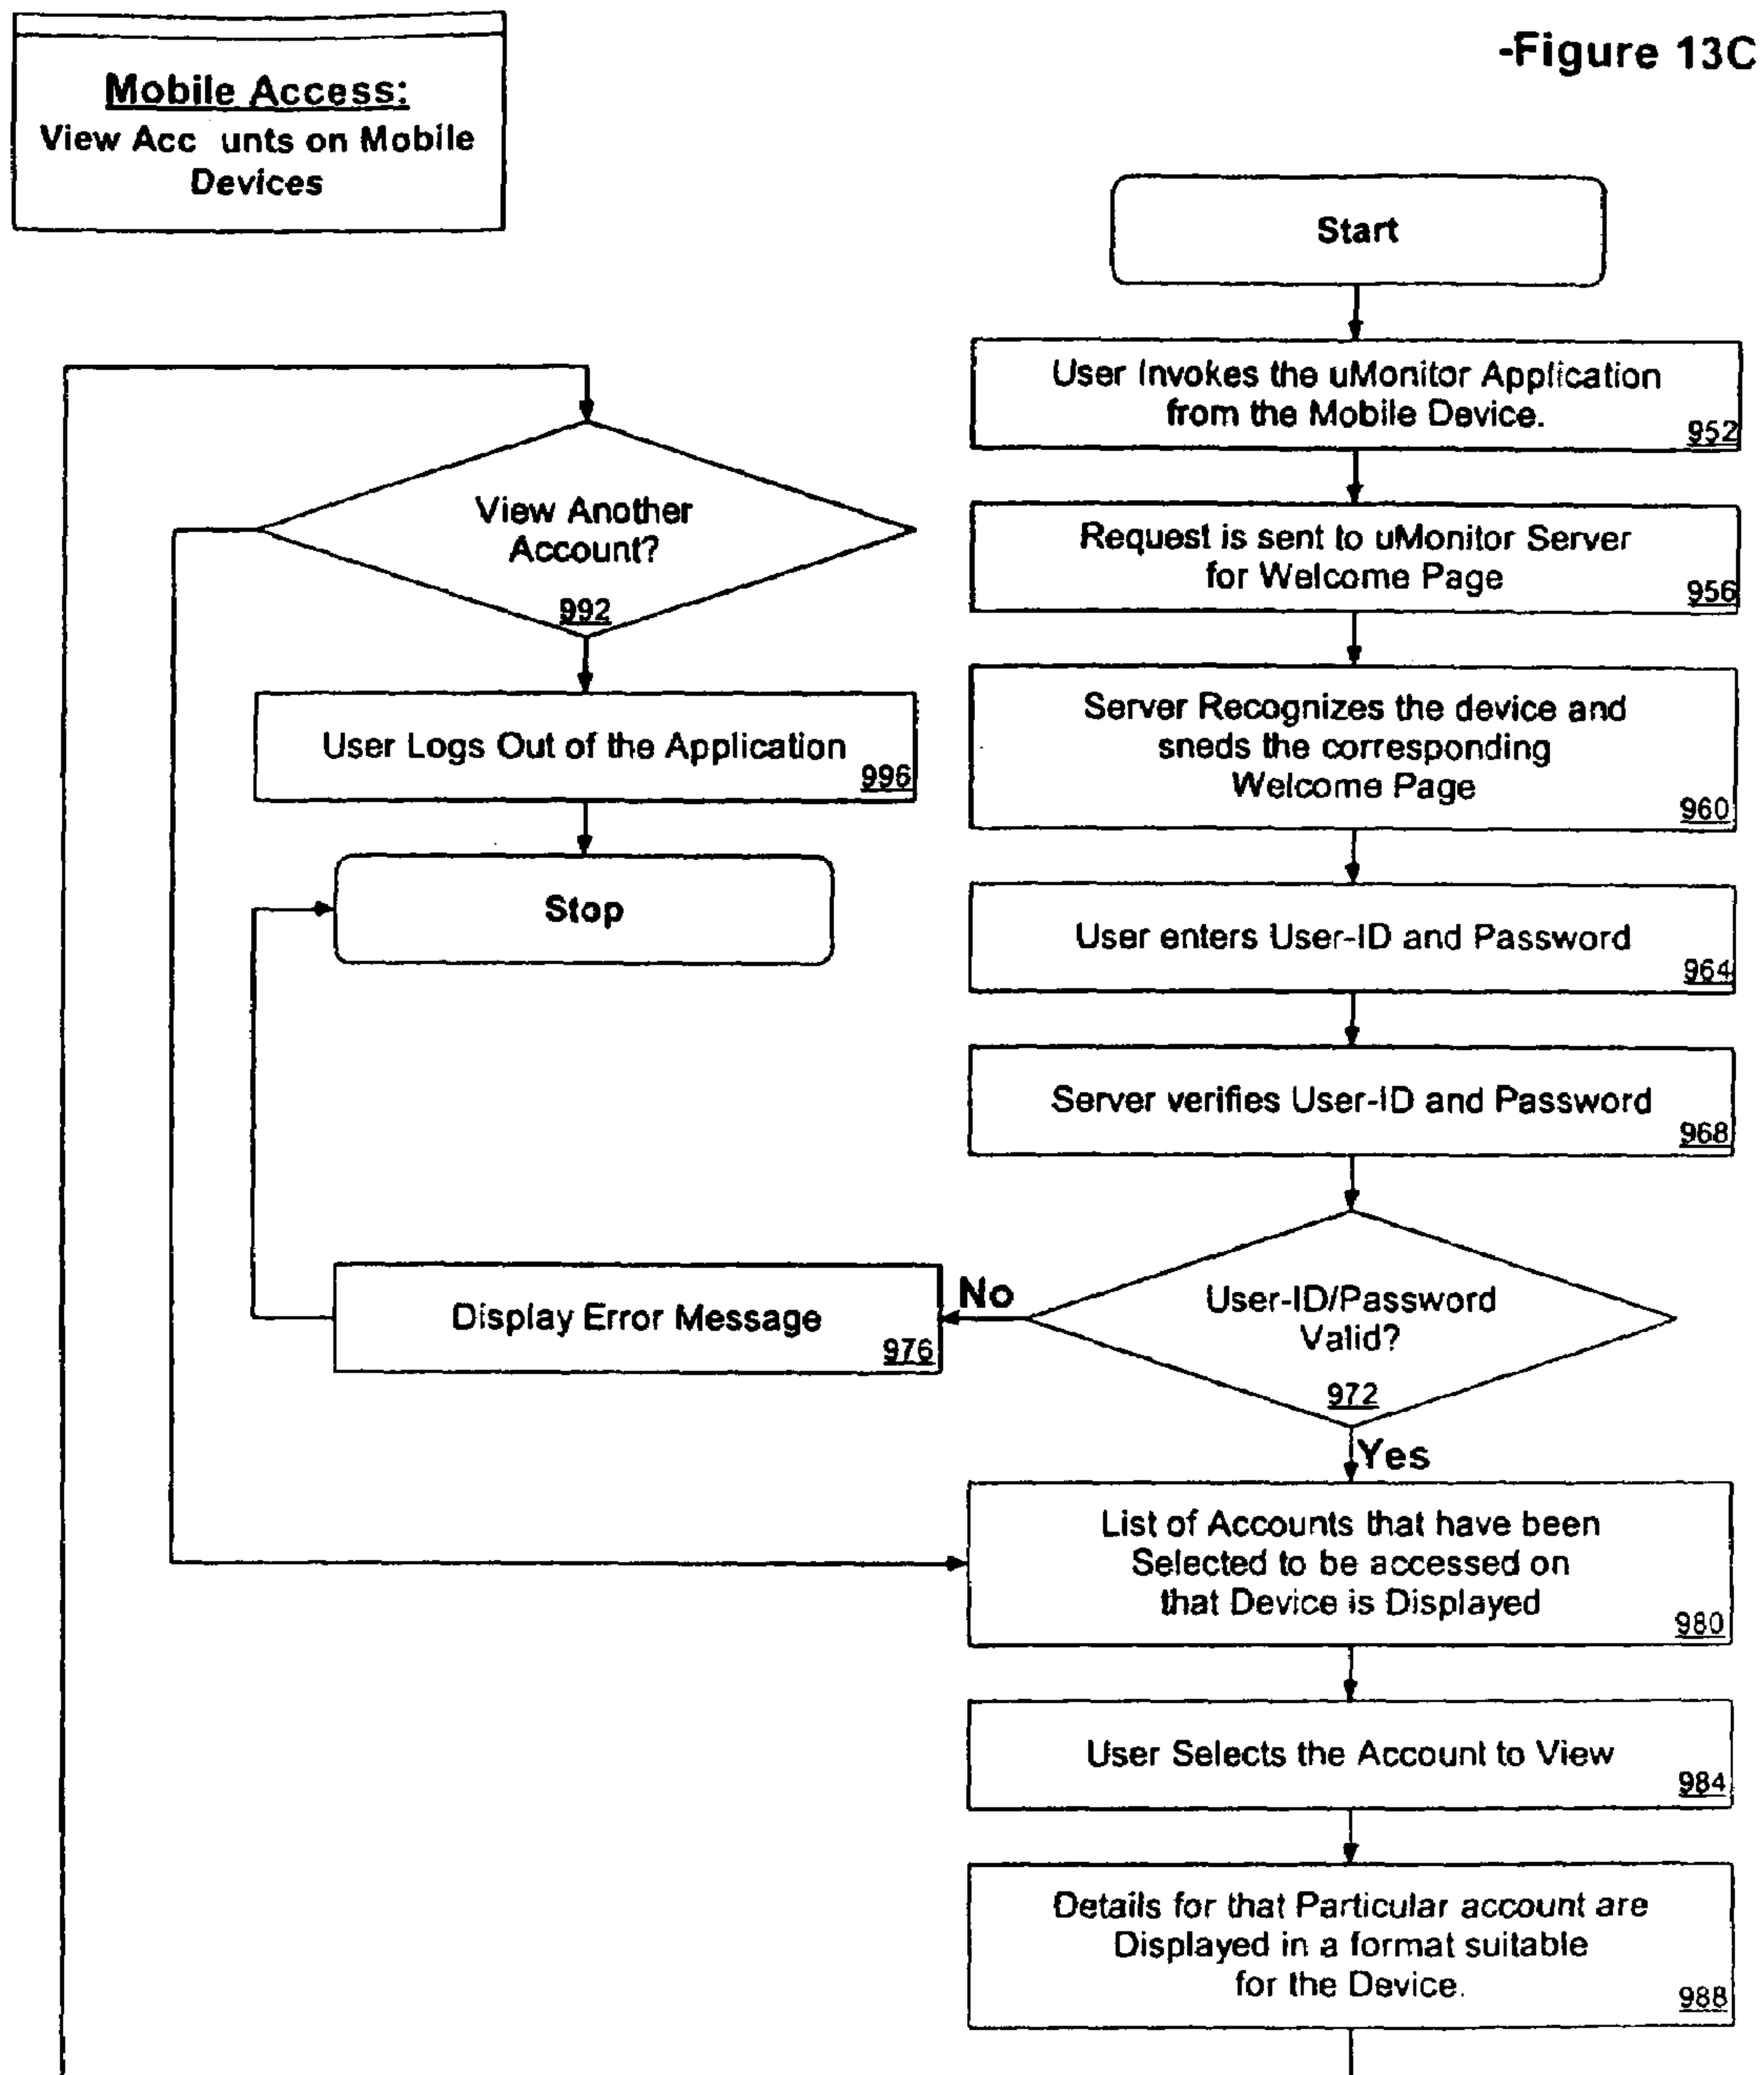 -Figure 13C
Mobile Access:
View Acc unts on Mobile
Devices
Start
User Invokes the uMonitor Application
from the Mobile Device.
952
Request is sent to uMonitor Server
for Welcome Page
956
Server Recognizes the device and
sneds the corresponding
Welcome Page
960
User enters User-ID and Password
964
Server verifies User-ID and Password
968
User-ID/Password
Valid?
972
No
Yes
Display Error Message
976
List of Accounts that have been
Selected to be accessed on
that Device is Displayed
980
User Selects the Account to View
984
Details for that Particular account are
Displayed in a format suitable
for the Device.
988
View Another
Account?
992
User Logs Out of the Application
996
Stop